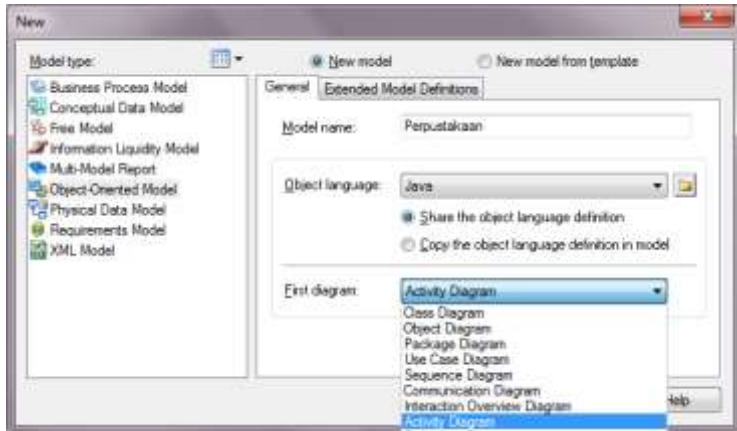 New
Model type:
New model
New model from template
Business Process Model
Conceptual Data Model
Free Model
Information Liquidity Model
Multi-Model Report
Object-Oriented Model
Physical Data Model
Requirements Model
XML Model
General
Extended Model Definitions
Model name:
Perpustakaan
Object language:
Java
Share the object language definition
Copy the object language definition in model
First diagram:
Activity Diagram
Class Diagram
Object Diagram
Package Diagram
Use Case Diagram
Sequence Diagram
Communication Diagram
Interaction Overview Diagram
Activity Diagram
Help